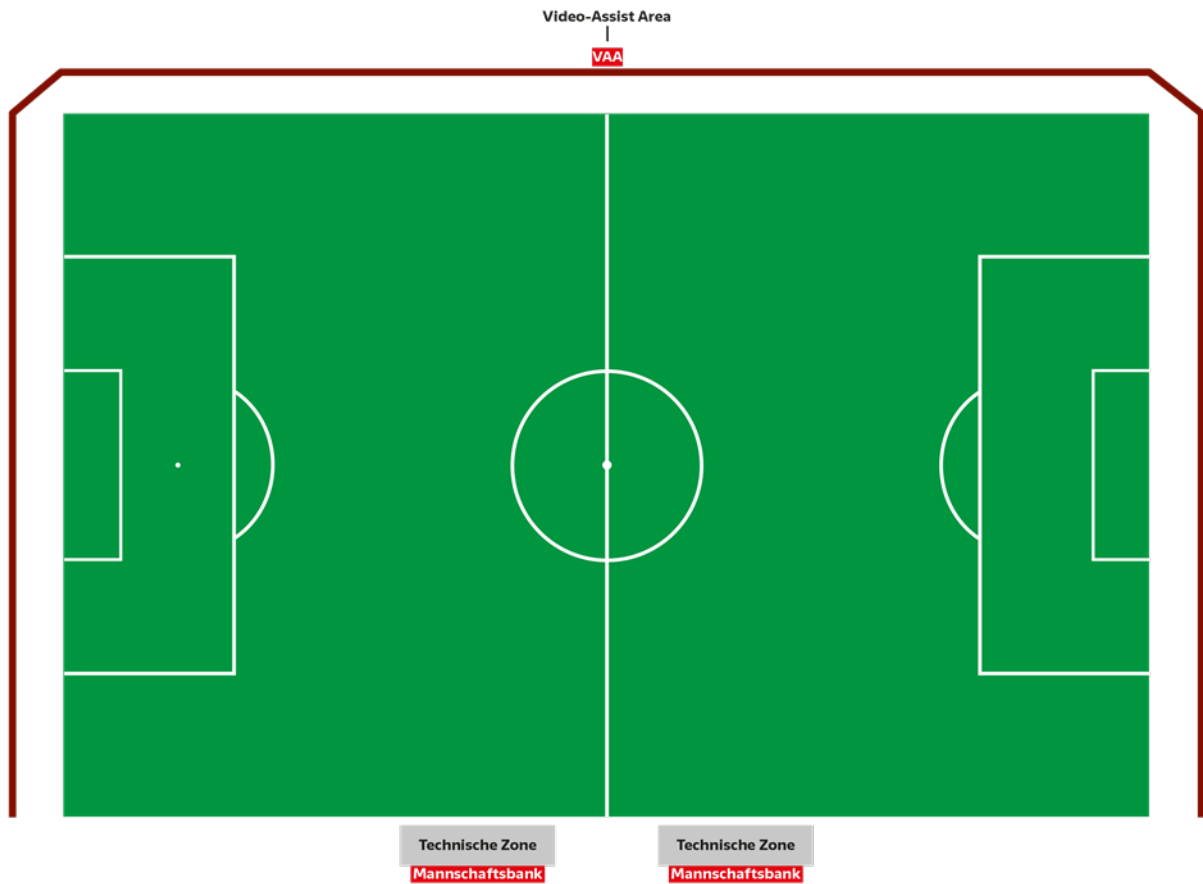 Video-Assist Area
VAA
Technische Zone
Technische Zone
Mannschaftsbank
Mannschaftsbank